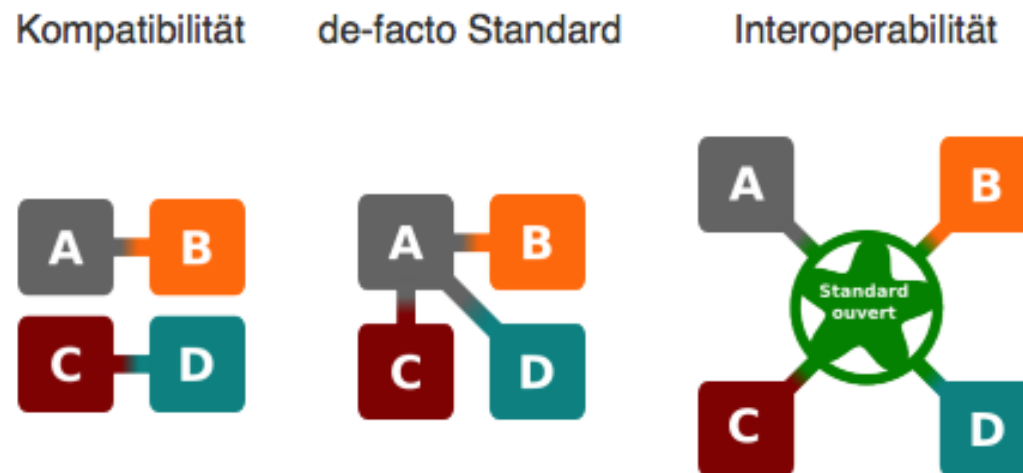 Kompatibilität
de-facto Standard
Interoperabilität
A
B
C
D
A
B
C
D
A
B
Standard
ouvert
C
D